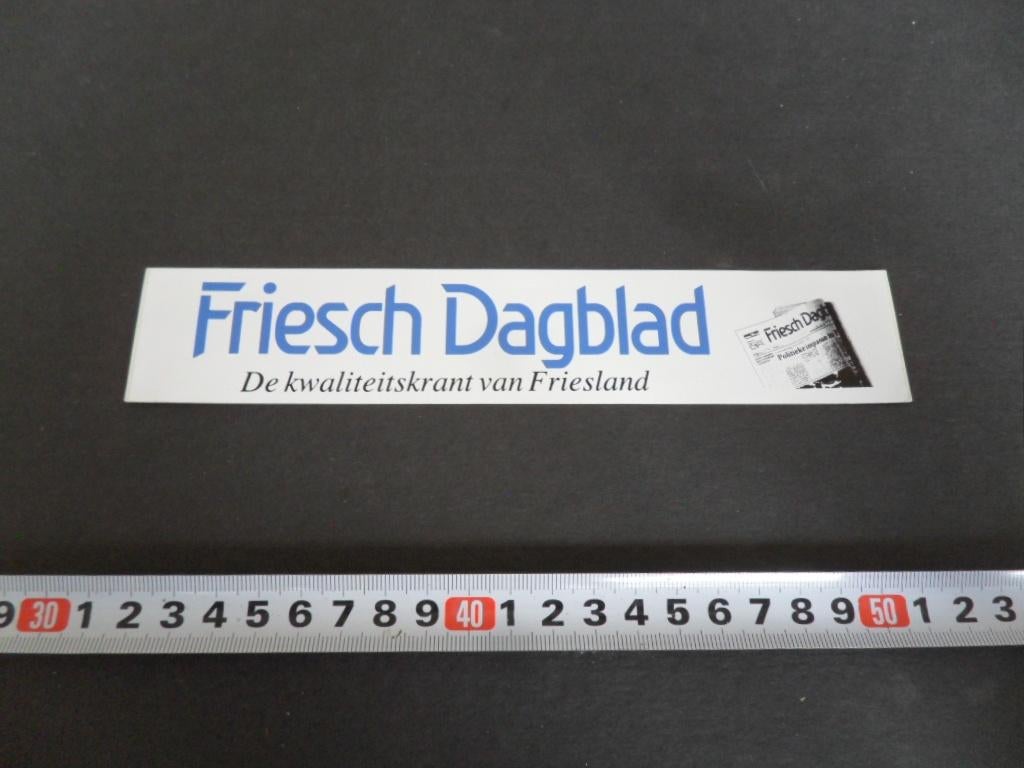 Friesch Dagblad
De kwaliteitskrant van Friesland
Friesch Dagb
9 30 1 2 3 4 5 6 7 8 9 40 1 2 3 4 5 6 7 8 9 50 1 2 3